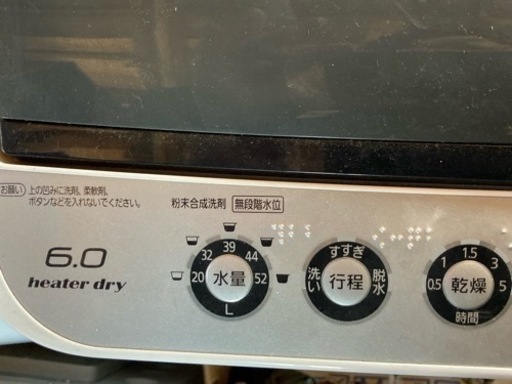 お願い 上の凹みに洗剤、柔軟剤、
ボタンなどを入れないでください。
粉末合成洗剤 無段階水位
6.0
heater dry
20 32 39 44 52 L
水量
洗い すすぎ 脱水
行程
0.5 1 1.5 3 5 時間
乾燥